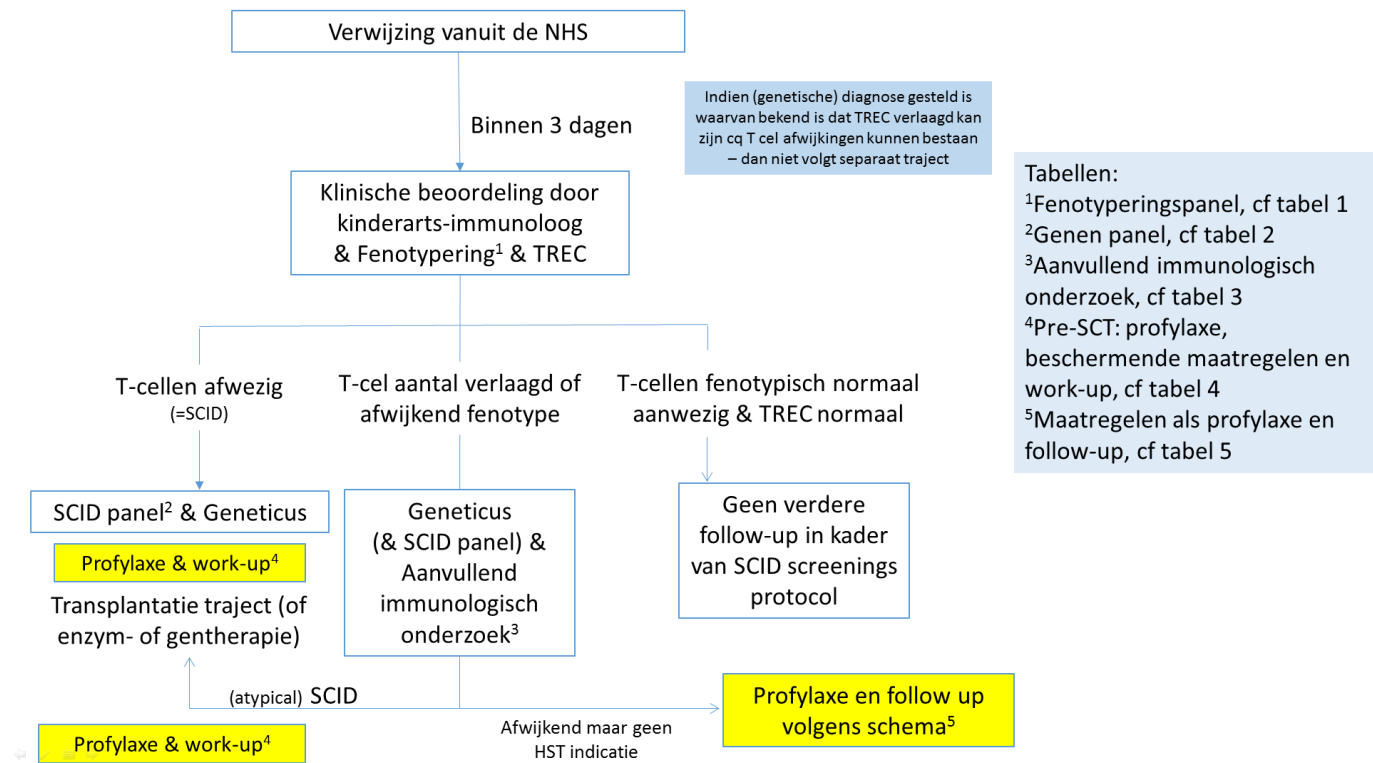 Verwijzing vanuit de NHS
Binnen 3 dagen
Indien (genetische) diagnose gesteld is
waarvan bekend is dat TREC verlaagd kan
zijn cq T cel afwijkingen kunnen bestaan
– dan niet volgt separaat traject
Klinische beoordeling door
kinderarts-immunoloog
& Fenotypering¹ & TREC
Tabellen:
¹Fenotyperingspanel, cf tabel 1
²Genen panel, cf tabel 2
³Aanvullend immunologisch
onderzoek, cf tabel 3
⁴Pre-SCT: profylaxe,
beschermende maatregelen en
work-up, cf tabel 4
⁵Maatregelen als profylaxe en
follow-up, cf tabel 5
T-cellen afwezig
(=SCID)
T-cel aantal verlaagd of
afwijkend fenotype
T-cellen fenotypisch normaal
aanwezig & TREC normaal
SCID panel² & Geneticus
Profylaxe & work-up⁴
Transplantatie traject (of
enzym- of gentherapie)
Geneticus
(& SCID panel) &
Aanvullend
immunologisch
onderzoek³
Geen verdere
follow-up in kader
van SCID screenings
protocol
(atypical) SCID
Profylaxe & work-up⁴
Afwijkend maar geen
HST indicatie
Profylaxe en follow up
volgens schema⁵